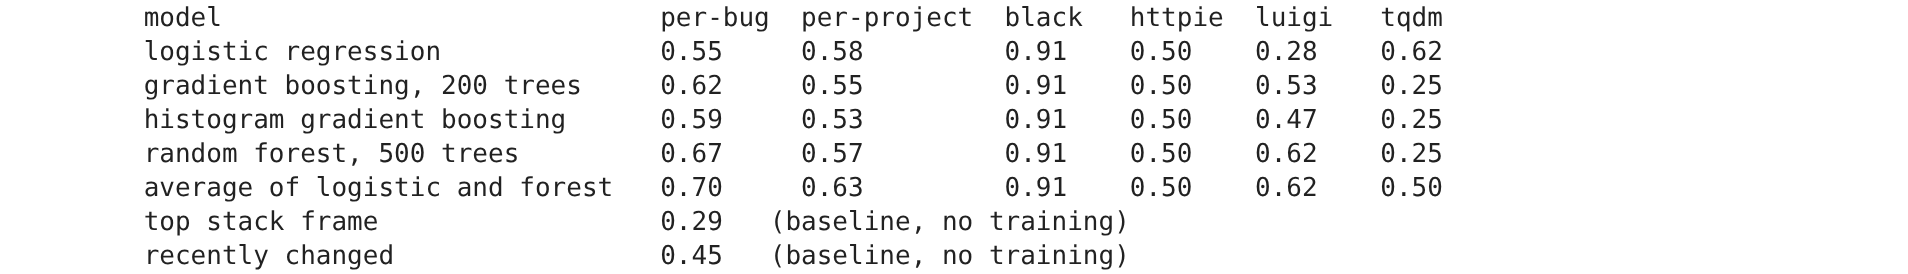 model per-bug per-project black httpie luigi tqdm
logistic regression 0.55 0.58 0.91 0.50 0.28 0.62
gradient boosting, 200 trees 0.62 0.55 0.91 0.50 0.53 0.25
histogram gradient boosting 0.59 0.53 0.91 0.50 0.47 0.25
random forest, 500 trees 0.67 0.57 0.91 0.50 0.62 0.25
average of logistic and forest 0.70 0.63 0.91 0.50 0.62 0.50
top stack frame 0.29 (baseline, no training)
recently changed 0.45 (baseline, no training)